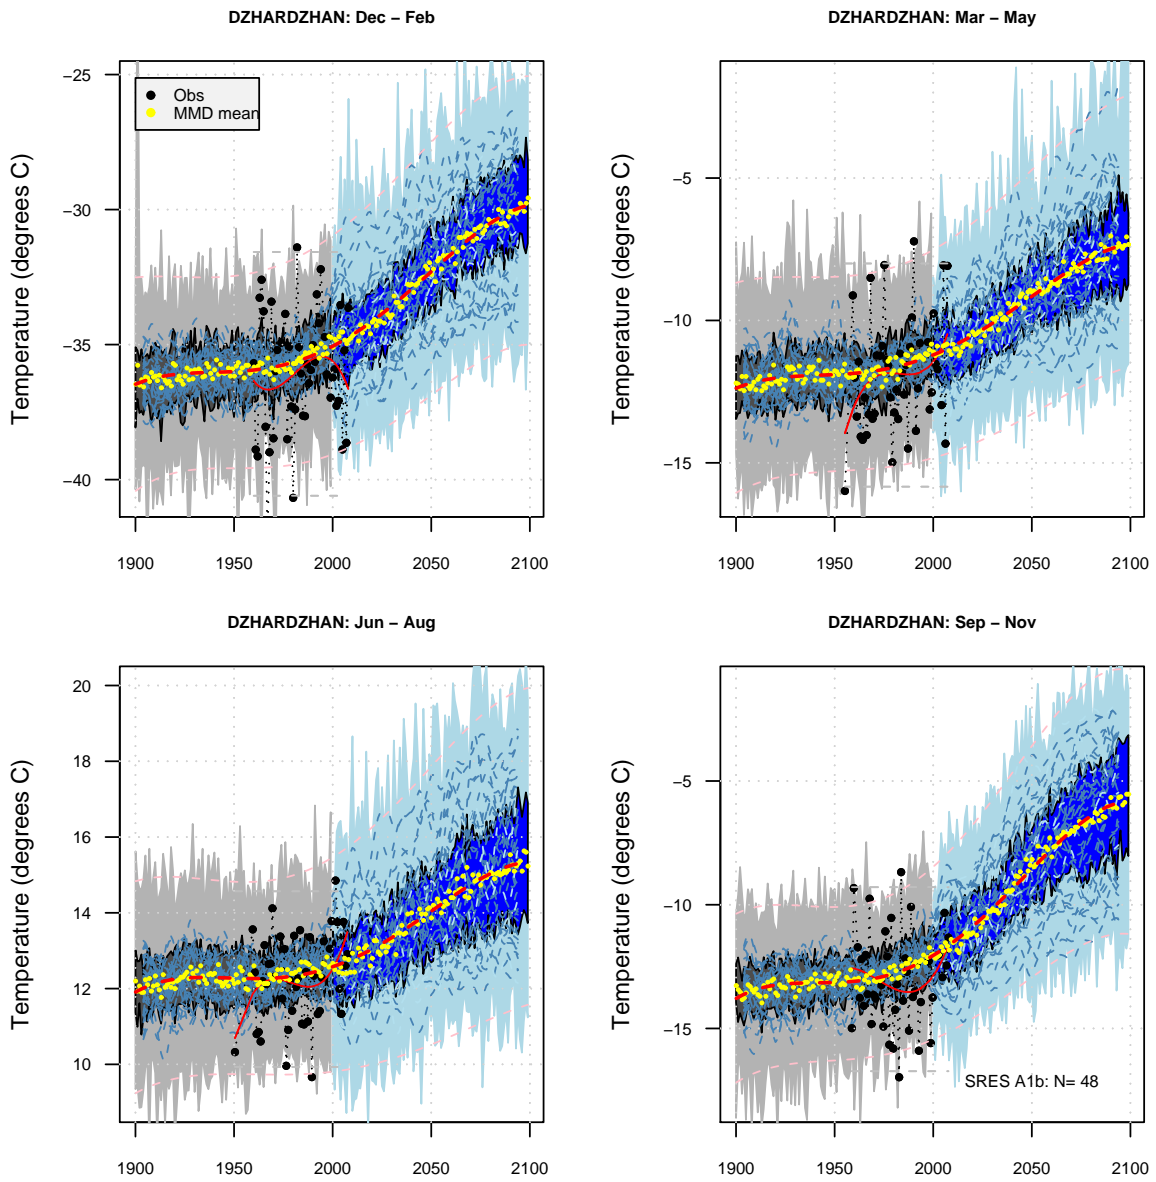 DZHARDZHAN: Dec − Feb
Temperature (degrees C)
−25
−30
−35
−40
Obs
MMD mean
1900 1950 2000 2050 2100
DZHARDZHAN: Mar − May
Temperature (degrees C)
−5
−10
−15
1900 1950 2000 2050 2100
DZHARDZHAN: Jun − Aug
Temperature (degrees C)
20
18
16
14
12
10
1900 1950 2000 2050 2100
DZHARDZHAN: Sep − Nov
Temperature (degrees C)
−5
−10
−15
SRES A1b: N= 48
1900 1950 2000 2050 2100